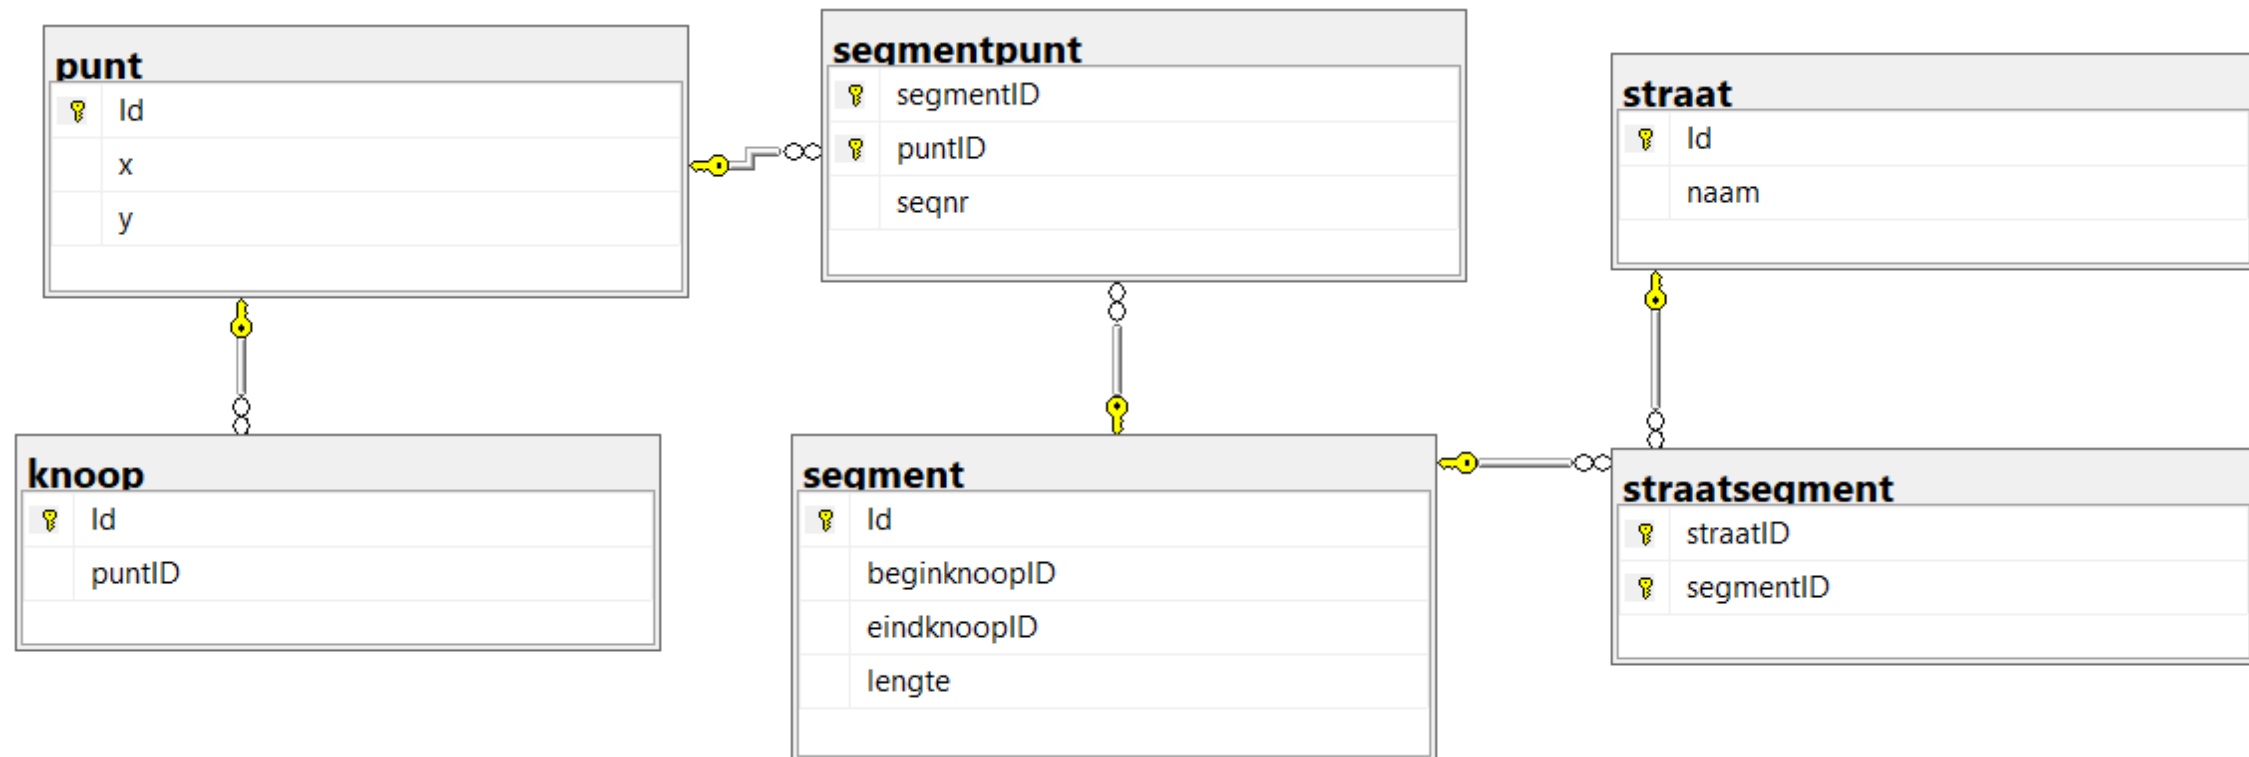 punt
Id
x
y
segmentpunt
segmentID
puntID
seqnr
straat
Id
naam
knoop
Id
puntID
segment
Id
beginknoopID
eindknoopID
lengte
straatsegment
straatID
segmentID